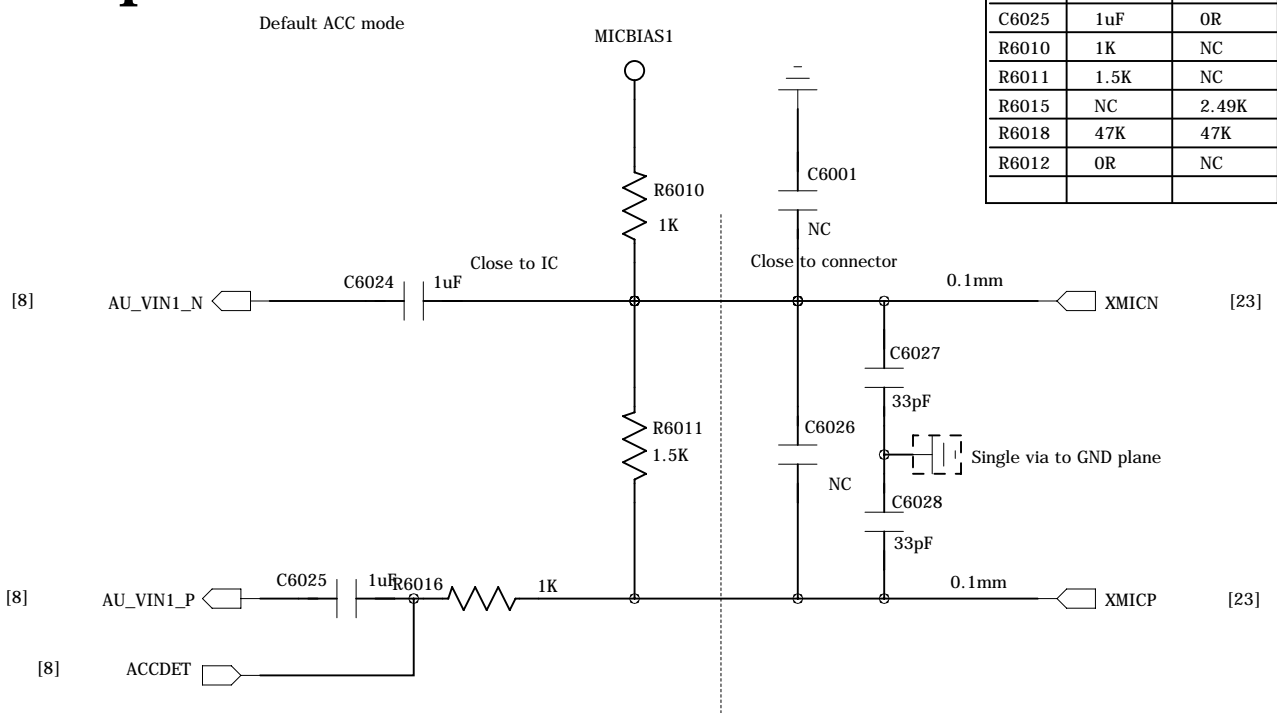 Default ACC mode
MICBIAS1
C6025 1uF 0R
R6010 1K NC
R6011 1.5K NC
R6015 NC 2.49K
R6018 47K 47K
R6012 0R NC
C6001
NC
R6010
1K
Close to IC
Close to connector
[8] AU_VIN1_N
C6024 1uF
0.1mm
XMICN [23]
C6027
33pF
R6011
1.5K
C6026
NC
Single via to GND plane
C6028
33pF
[8] AU_VIN1_P
C6025 1uF
R6016 1K
0.1mm
XMICP [23]
[8] ACCDET